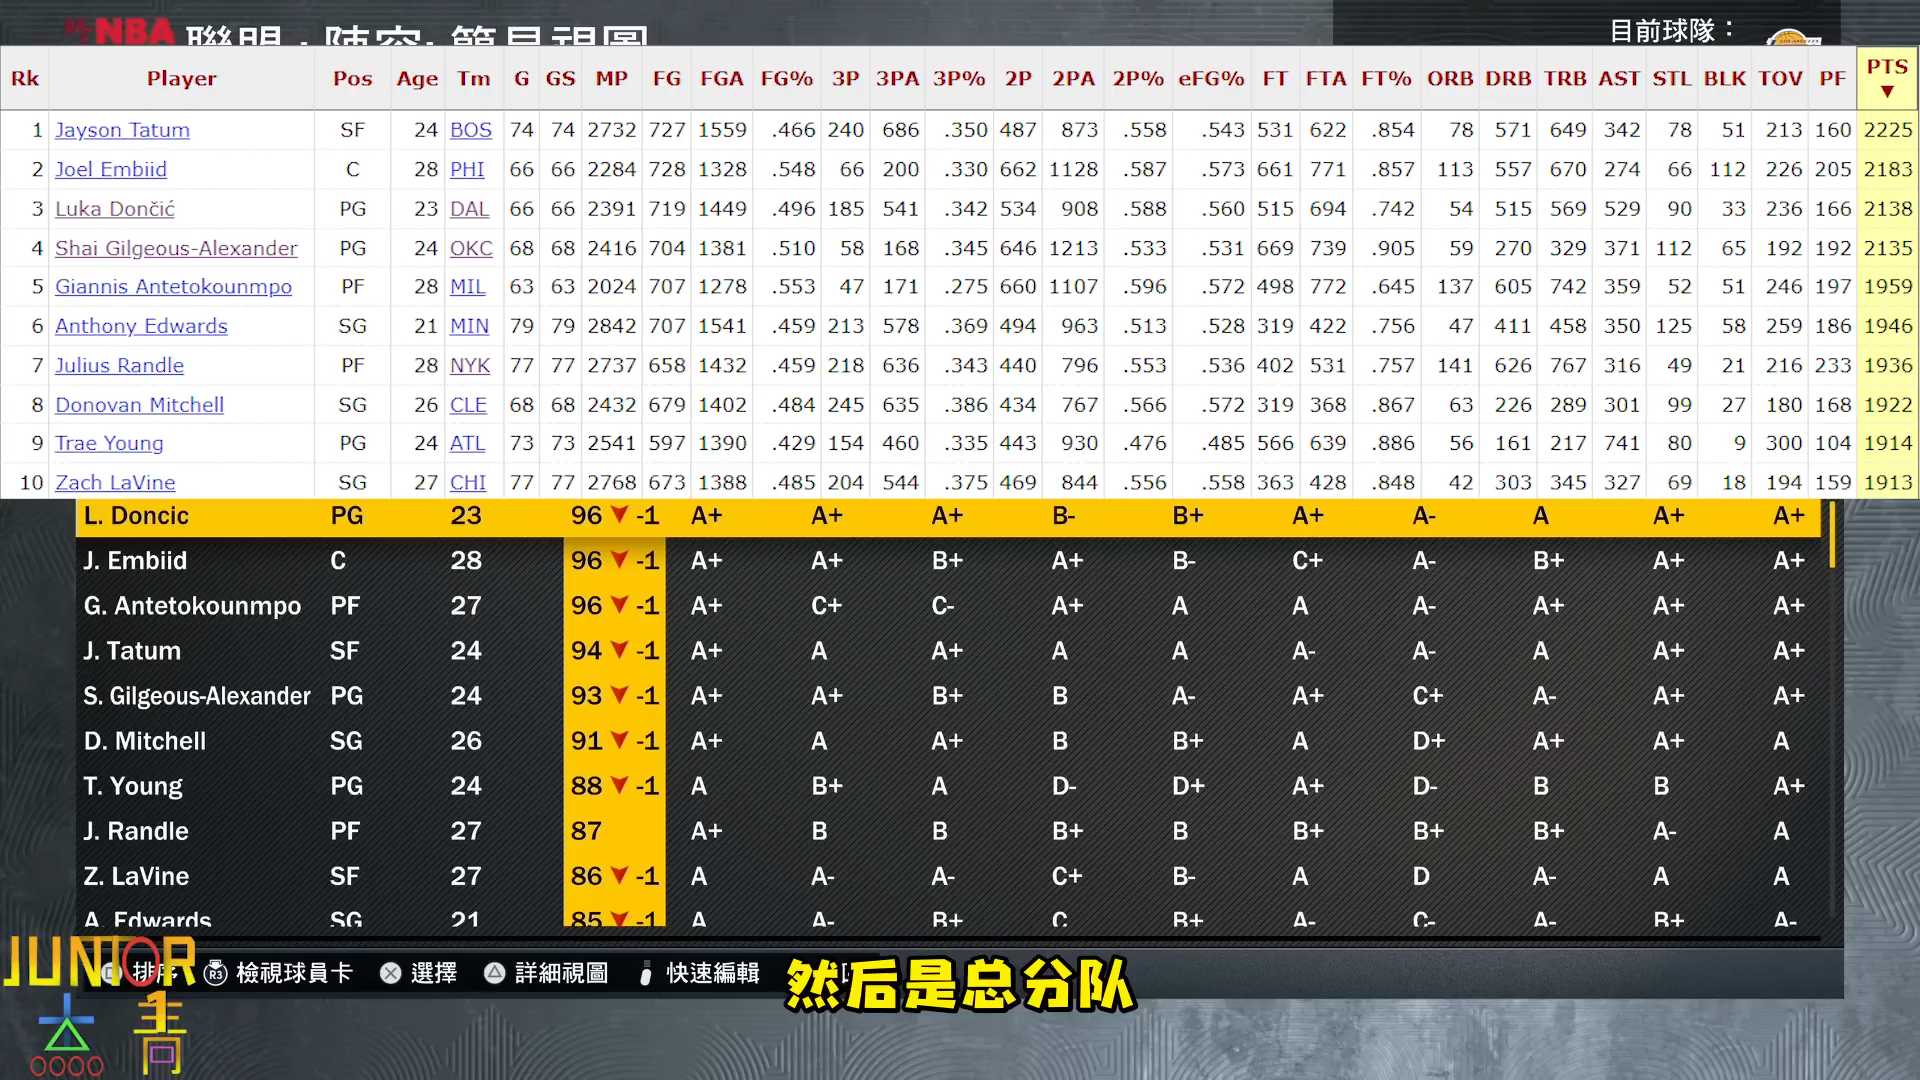 MyNBA 聯盟 · 陣容: 簡易視圖 目前球隊：
Rk Player Pos Age Tm G GS MP FG FGA FG% 3P 3PA 3P% 2P 2PA 2P% eFG% FT FTA FT% ORB DRB TRB AST STL BLK TOV PF PTS ▼
1 Jayson Tatum SF 24 BOS 74 74 2732 727 1559 .466 240 686 .350 487 873 .558 .543 531 622 .854 78 571 649 342 78 51 213 160 2225
2 Joel Embiid C 28 PHI 66 66 2284 728 1328 .548 66 200 .330 662 1128 .587 .573 661 771 .857 113 557 670 274 66 112 226 205 2183
3 Luka Dončić PG 23 DAL 66 66 2391 719 1449 .496 185 541 .342 534 908 .588 .560 515 694 .742 54 515 569 529 90 33 236 166 2138
4 Shai Gilgeous-Alexander PG 24 OKC 68 68 2416 704 1381 .510 58 168 .345 646 1213 .533 .531 669 739 .905 59 270 329 371 112 65 192 192 2135
5 Giannis Antetokounmpo PF 28 MIL 63 63 2024 707 1278 .553 47 171 .275 660 1107 .596 .572 498 772 .645 137 605 742 359 52 51 246 197 1959
6 Anthony Edwards SG 21 MIN 79 79 2842 707 1541 .459 213 578 .369 494 963 .513 .528 319 422 .756 47 411 458 350 125 58 259 186 1946
7 Julius Randle PF 28 NYK 77 77 2737 658 1432 .459 218 636 .343 440 796 .553 .536 402 531 .757 141 626 767 316 49 21 216 233 1936
8 Donovan Mitchell SG 26 CLE 68 68 2432 679 1402 .484 245 635 .386 434 767 .566 .572 319 368 .867 63 226 289 301 99 27 180 168 1922
9 Trae Young PG 24 ATL 73 73 2541 597 1390 .429 154 460 .335 443 930 .476 .485 566 639 .886 56 161 217 741 80 9 300 104 1914
10 Zach LaVine SG 27 CHI 77 77 2768 673 1388 .485 204 544 .375 469 844 .556 .558 363 428 .848 42 303 345 327 69 18 194 159 1913
L. Doncic PG 23 96 -1 A+ A+ A+ B- B+ A+ A- A A+ A+
J. Embiid C 28 96 -1 A+ A+ B+ A+ B- C+ A- B+ A+ A+
G. Antetokounmpo PF 27 96 -1 A+ C+ C- A+ A A A- A+ A+ A+
J. Tatum SF 24 94 -1 A+ A A+ A A A- A- A A+ A+
S. Gilgeous-Alexander PG 24 93 -1 A+ A+ B+ B A- A+ C+ A- A+ A+
D. Mitchell SG 26 91 -1 A+ A A+ B B+ A D+ A+ A+ A
T. Young PG 24 88 -1 A B+ A D- D+ A+ D- B B A+
J. Randle PF 27 87 A+ B B B+ B B+ B+ B+ A- A
Z. LaVine SF 27 86 -1 A A- A- C+ B- A D A- A A
A. Edwards SG 21 85 -1 A A- B+ C B+ A- C- A- B+ A-
JUNIOR 排序 R3 檢視球員卡 選擇 詳細視圖 快速編輯
然后是总分队